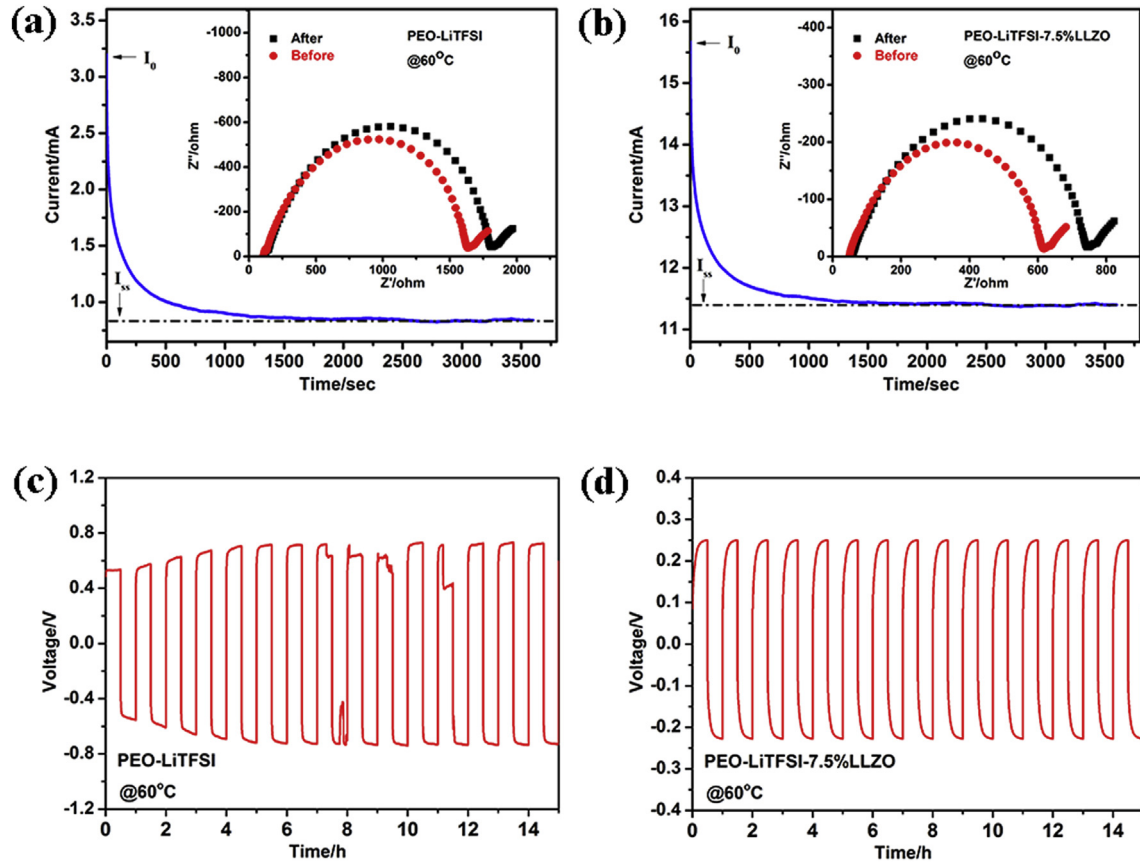 (a)
3.5
3.0
2.5
2.0
1.5
1.0
Current/mA
0 500 1000 1500 2000 2500 3000 3500
Time/sec
I0
Iss
-1000
-800
-600
-400
-200
0
Z''/ohm
0 500 1000 1500 2000
Z'/ohm
After
Before
PEO-LiTFSI
@60°C
(b)
16
15
14
13
12
11
Current/mA
0 500 1000 1500 2000 2500 3000 3500
Time/sec
I0
Iss
-400
-300
-200
-100
0
Z''/ohm
0 200 400 600 800
Z'/ohm
After
Before
PEO-LiTFSI-7.5%LLZO
@60°C
(c)
1.2
0.8
0.4
0.0
-0.4
-0.8
-1.2
Voltage/V
PEO-LiTFSI
@60°C
0 2 4 6 8 10 12 14
Time/h
(d)
0.4
0.3
0.2
0.1
0.0
-0.1
-0.2
-0.3
-0.4
Voltage/V
PEO-LiTFSI-7.5%LLZO
@60°C
0 2 4 6 8 10 12 14
Time/h